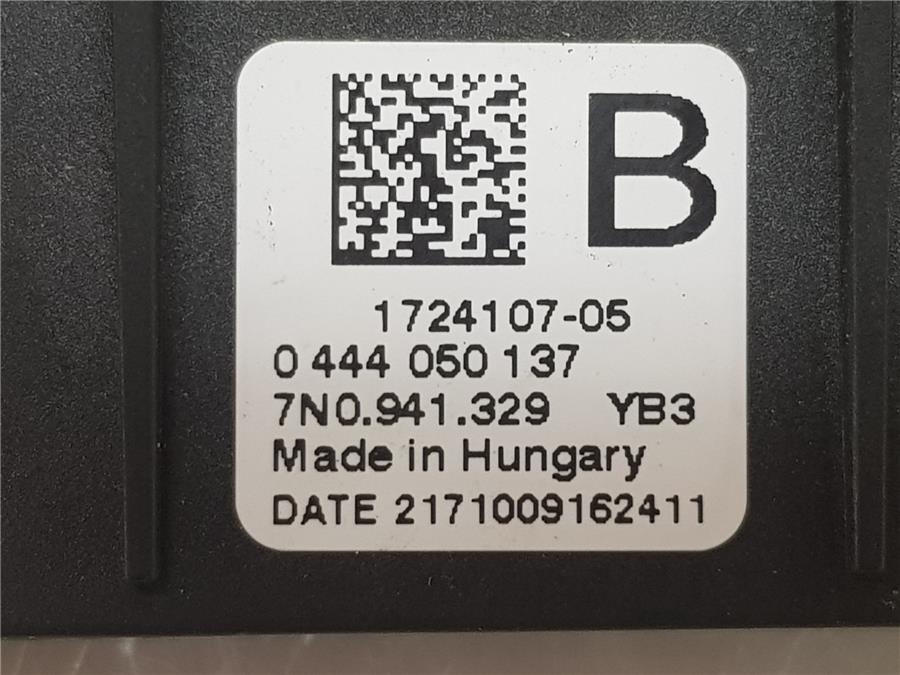 B
1724107-05
0 444 050 137
7N0.941.329 YB3
Made in Hungary
DATE 2171009162411